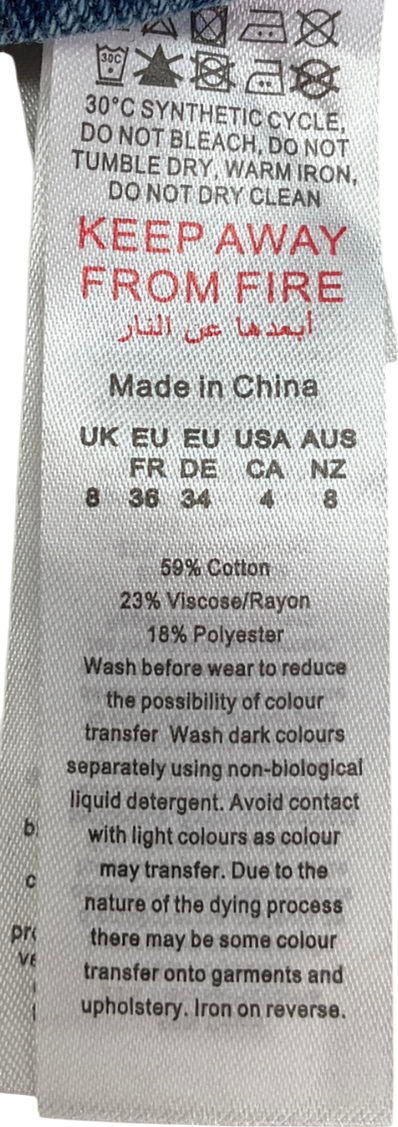 30°C
30°C SYNTHETIC CYCLE,
DO NOT BLEACH, DO NOT
TUMBLE DRY, WARM IRON,
DO NOT DRY CLEAN
KEEP AWAY
FROM FIRE
أبعدها عن النار
Made in China
UK EU EU USA AUS
FR DE CA NZ
8 36 34 4 8
59% Cotton
23% Viscose/Rayon
18% Polyester
Wash before wear to reduce
the possibility of colour
transfer Wash dark colours
separately using non-biological
liquid detergent. Avoid contact
with light colours as colour
may transfer. Due to the
nature of the dying process
there may be some colour
transfer onto garments and
upholstery. Iron on reverse.